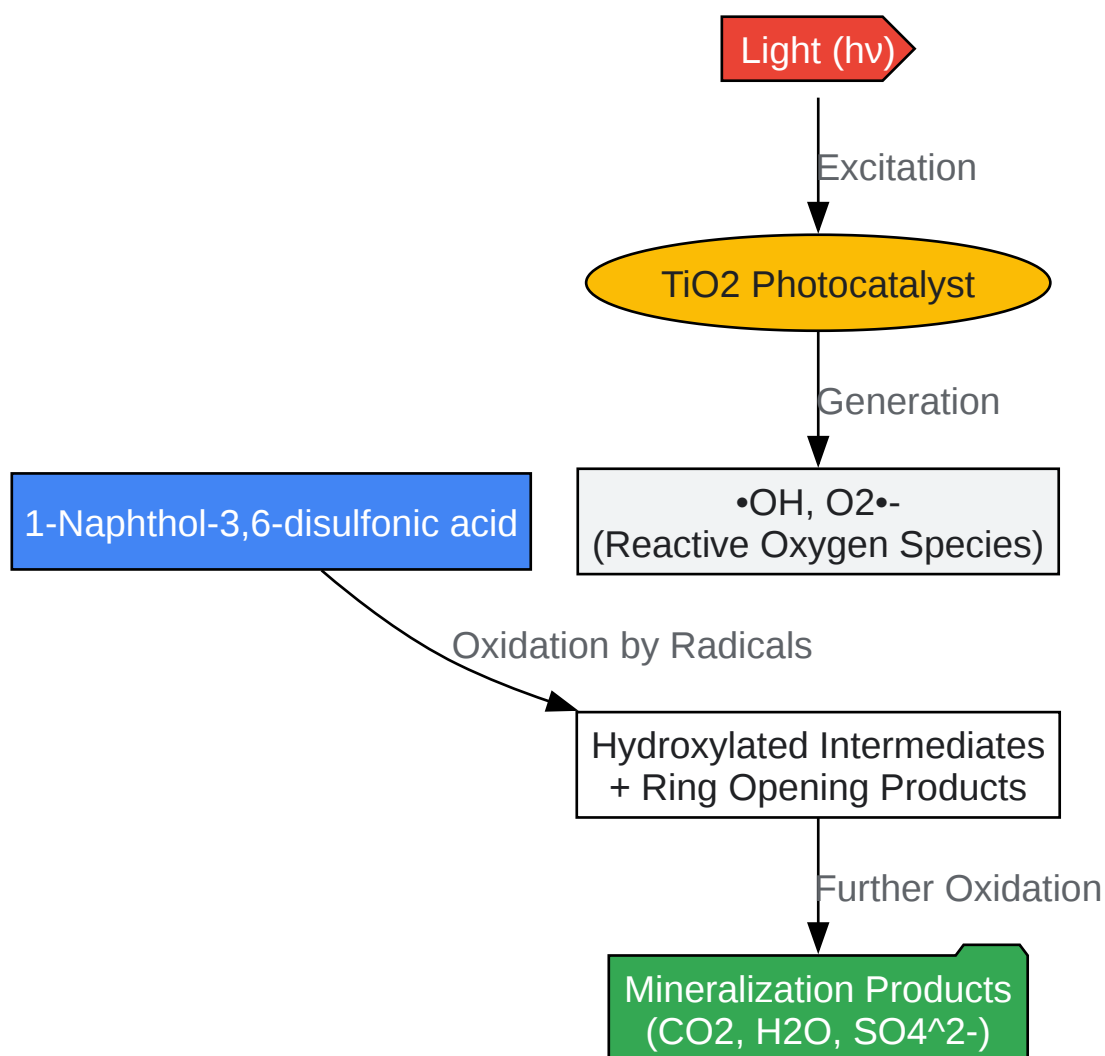 Light (hν)
Excitation
TiO2 Photocatalyst
Generation
1-Naphthol-3,6-disulfonic acid
•OH, O2•-
(Reactive Oxygen Species)
Oxidation by Radicals
Hydroxylated Intermediates
+ Ring Opening Products
Further Oxidation
Mineralization Products
(CO2, H2O, SO4^2-)